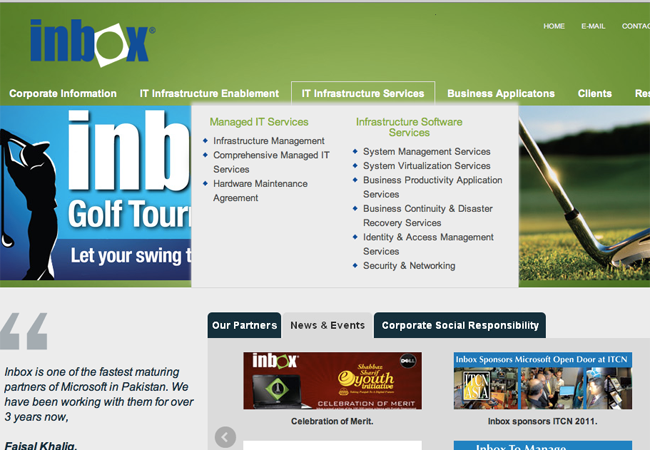 inbox®
HOME E-MAIL CONTAC
Corporate Information IT Infrastructure Enablement IT Infrastructure Services Business Applicatons Clients Res
Managed IT Services
Infrastructure Management
Comprehensive Managed IT
Services
Hardware Maintenance
Agreement
Infrastructure Software
Services
System Management Services
System Virtualization Services
Business Productivity Application
Services
Business Continuity & Disaster
Recovery Services
Identity & Access Management
Services
Security & Networking
inb
Golf Tourn
Let your swing t
Inbox is one of the fastest maturing
partners of Microsoft in Pakistan. We
have been working with them for over
3 years now,
Faisal Khaliq,
Our Partners News & Events Corporate Social Responsibility
inbox
Shahbaz
Sharif
youth
initiative
DELL
CELEBRATION OF MERIT
Celebration of Merit.
Inbox Sponsors Microsoft Open Door at ITCN
ITCN
ASIA
Inbox sponsors ITCN 2011.
Inbox To Manage